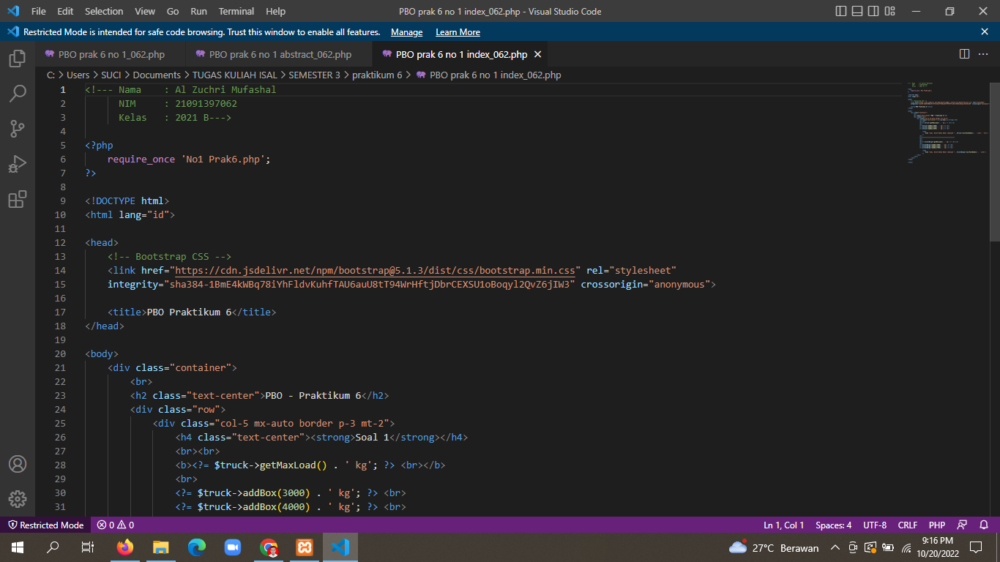 File Edit Selection View Go Run Terminal Help PBO prak 6 no 1 index_062.php - Visual Studio Code
Restricted Mode is intended for safe code browsing. Trust this window to enable all features. Manage Learn More
PBO prak 6 no 1_062.php PBO prak 6 no 1 abstract_062.php PBO prak 6 no 1 index_062.php
C: > Users > SUCI > Documents > TUGAS KULIAH ISAL > SEMESTER 3 > praktikum 6 > PBO prak 6 no 1 index_062.php
1 <!--- Nama : Al Zuchri Mufashal
2 NIM : 21091397062
3 Kelas : 2021 B--->
4
5 <?php
6 require_once 'No1 Prak6.php';
7 ?>
8
9 <!DOCTYPE html>
10 <html lang="id">
11
12 <head>
13 <!-- Bootstrap CSS -->
14 <link href="https://cdn.jsdelivr.net/npm/bootstrap@5.1.3/dist/css/bootstrap.min.css" rel="stylesheet"
15 integrity="sha384-1BmE4kWBq78iYhFldvKuhfTAU6auU8tT94WrHftjDbrCEXSU1oBoqyl2QvZ6jIW3" crossorigin="anonymous">
16
17 <title>PBO Praktikum 6</title>
18 </head>
19
20 <body>
21 <div class="container">
22 <br>
23 <h2 class="text-center">PBO - Praktikum 6</h2>
24 <div class="row">
25 <div class="col-5 mx-auto border p-3 mt-2">
26 <h4 class="text-center"><strong>Soal 1</strong></h4>
27 <br><br>
28 <b><?= $truck->getMaxLoad() . ' kg'; ?> <br></b>
29 <br>
30 <?= $truck->addBox(3000) . ' kg'; ?> <br>
31 <?= $truck->addBox(4000) . ' kg'; ?> <br>
Restricted Mode 0 0 Ln 1, Col 1 Spaces: 4 UTF-8 CRLF PHP
27°C Berawan 9:16 PM
10/20/2022